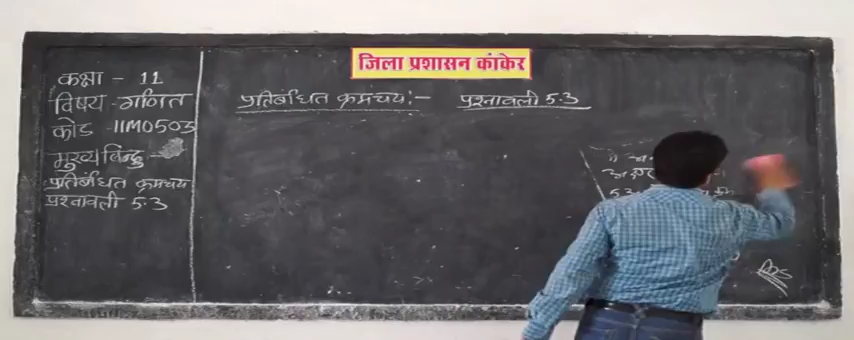 जिला प्रशासन कांकेर
कक्षा - 11
विषय - गणित
कोड - 11M0503
मुख्य बिन्दु -
प्रतिबंधित क्रमचय
प्रश्नावली 5.3
प्रतिबंधित क्रमचय :- प्रश्नावली 5.3